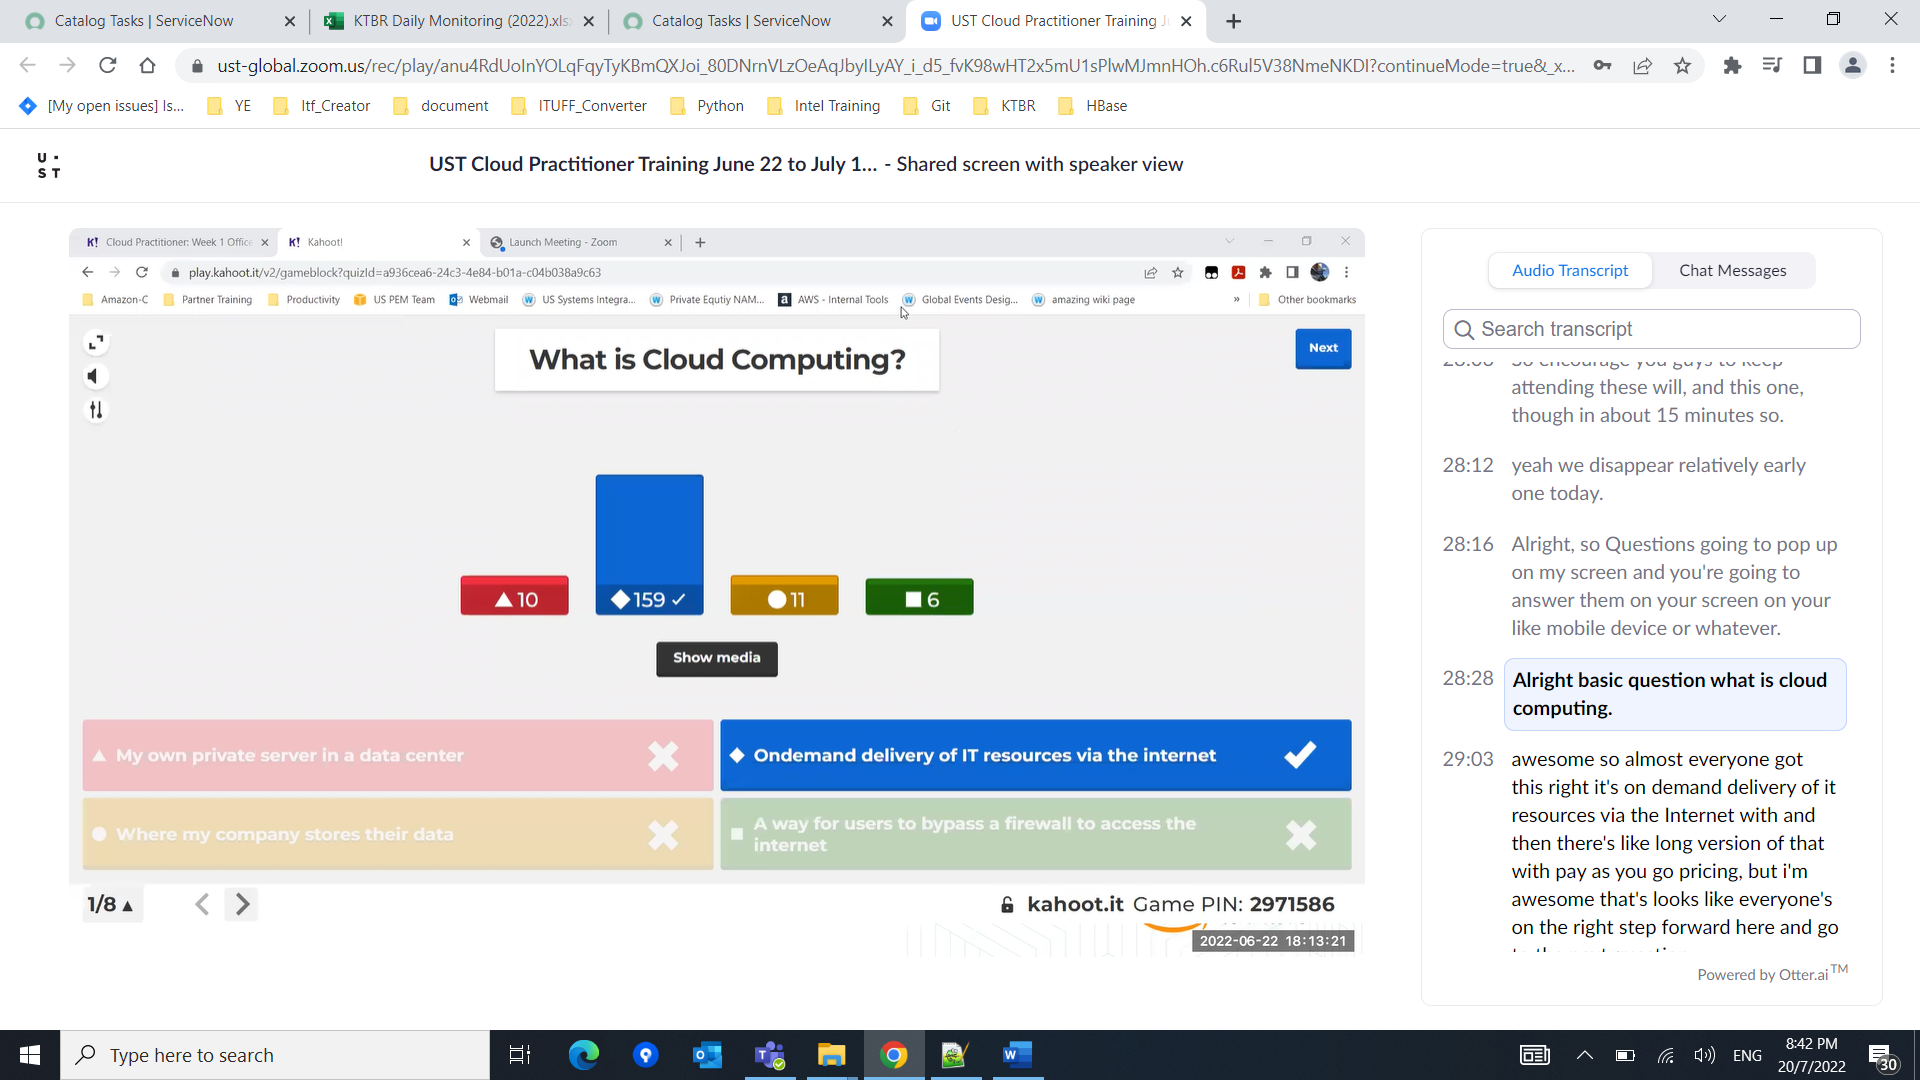 Catalog Tasks | ServiceNow
KTBR Daily Monitoring (2022).xls
Catalog Tasks | ServiceNow
UST Cloud Practitioner Training J
ust-global.zoom.us/rec/play/anu4RdUoInYOLqFqyTyKBmQXJoi_80DNrnVLzOeAqJbyILyAY_i_d5_fvK98wHT2x5mU1sPlwMJmnHOh.c6Rul5V38NmeNKDI?continueMode=true&_x...
[My open issues] Is...
YE
Itf_Creator
document
ITUFF_Converter
Python
Intel Training
Git
KTBR
HBase
U · S T
UST Cloud Practitioner Training June 22 to July 1... - Shared screen with speaker view
K! Cloud Practitioner: Week 1 Office
K! Kahoot!
Launch Meeting - Zoom
play.kahoot.it/v2/gameblock?quizId=a936cea6-24c3-4e84-b01a-c04b038a9c63
Amazon-C
Partner Training
Productivity
US PEM Team
Webmail
US Systems Integra...
Private Equtiy NAM...
AWS - Internal Tools
Global Events Desig...
amazing wiki page
»
Other bookmarks
What is Cloud Computing?
Next
10
159
11
6
Show media
My own private server in a data center
Ondemand delivery of IT resources via the internet
Where my company stores their data
A way for users to bypass a firewall to access the
internet
1/8
kahoot.it Game PIN: 2971586
2022-06-22 18:13:21
Audio Transcript
Chat Messages
Search transcript
attending these will, and this one,
though in about 15 minutes so.
28:12 yeah we disappear relatively early
one today.
28:16 Alright, so Questions going to pop up
on my screen and you're going to
answer them on your screen on your
like mobile device or whatever.
28:28 Alright basic question what is cloud
computing.
29:03 awesome so almost everyone got
this right it's on demand delivery of it
resources via the Internet with and
then there's like long version of that
with pay as you go pricing, but i'm
awesome that's looks like everyone's
on the right step forward here and go
Powered by Otter.ai TM
Type here to search
ENG
8:42 PM
20/7/2022
30